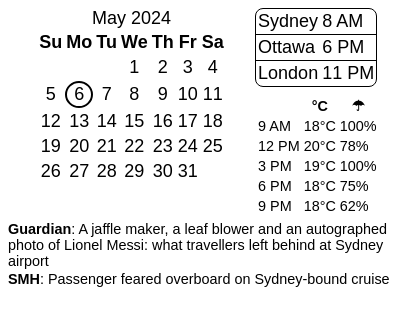 May 2024
Su Mo Tu We Th Fr Sa
1 2 3 4
5 6 7 8 9 10 11
12 13 14 15 16 17 18
19 20 21 22 23 24 25
26 27 28 29 30 31
Sydney 8 AM
Ottawa 6 PM
London 11 PM
°C ☂
9 AM 18°C 100%
12 PM 20°C 78%
3 PM 19°C 100%
6 PM 18°C 75%
9 PM 18°C 62%
Guardian: A jaffle maker, a leaf blower and an autographed
photo of Lionel Messi: what travellers left behind at Sydney
airport
SMH: Passenger feared overboard on Sydney-bound cruise